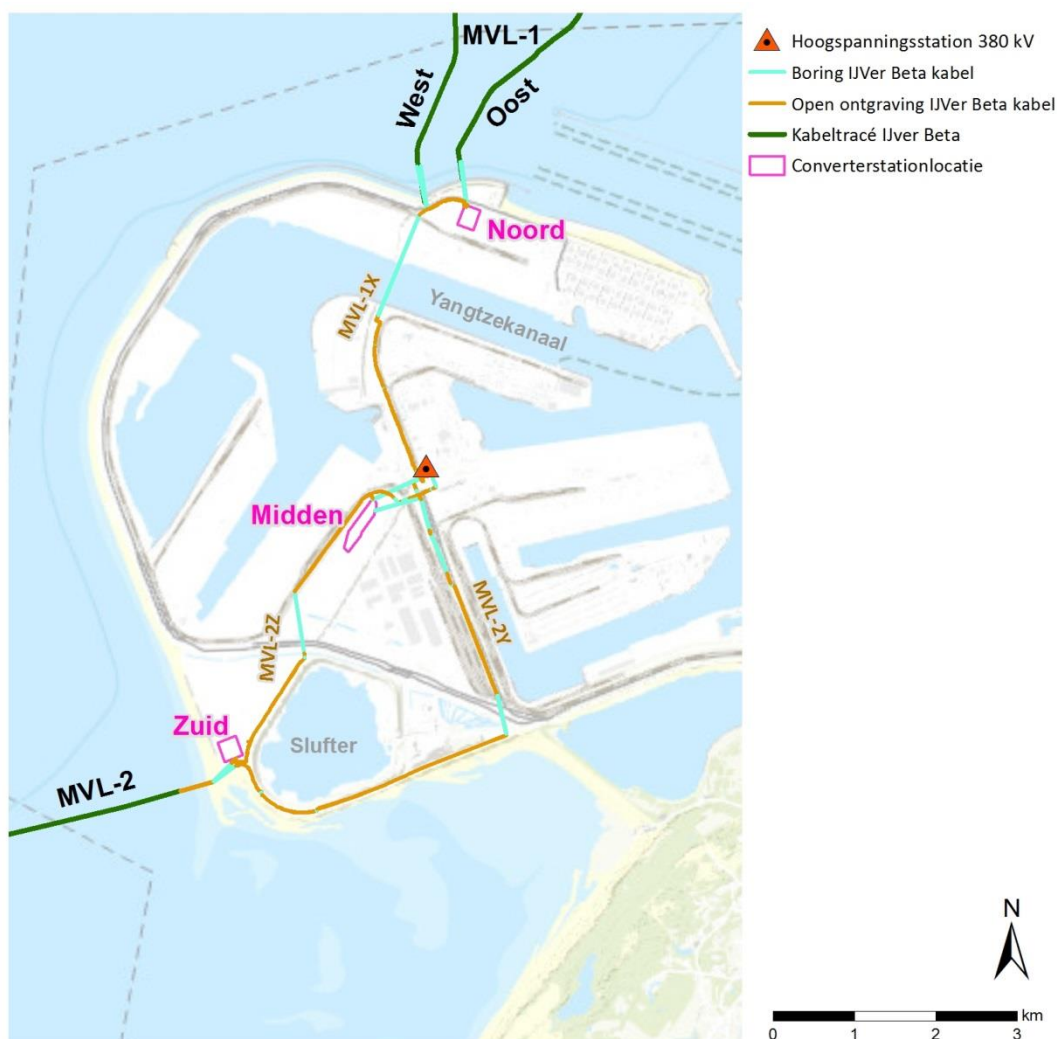 MVL-1
West
Oost
Noord
MVL-1X
Yangtzekanaal
Midden
MVL-2Y
MVL-2Z
Zuid
Slufter
MVL-2
Hoogspanningsstation 380 kV
Boring IJVer Beta kabel
Open ontgraving IJVer Beta kabel
Kabeltracé IJver Beta
Converterstationlocatie
N
km
0 1 2 3